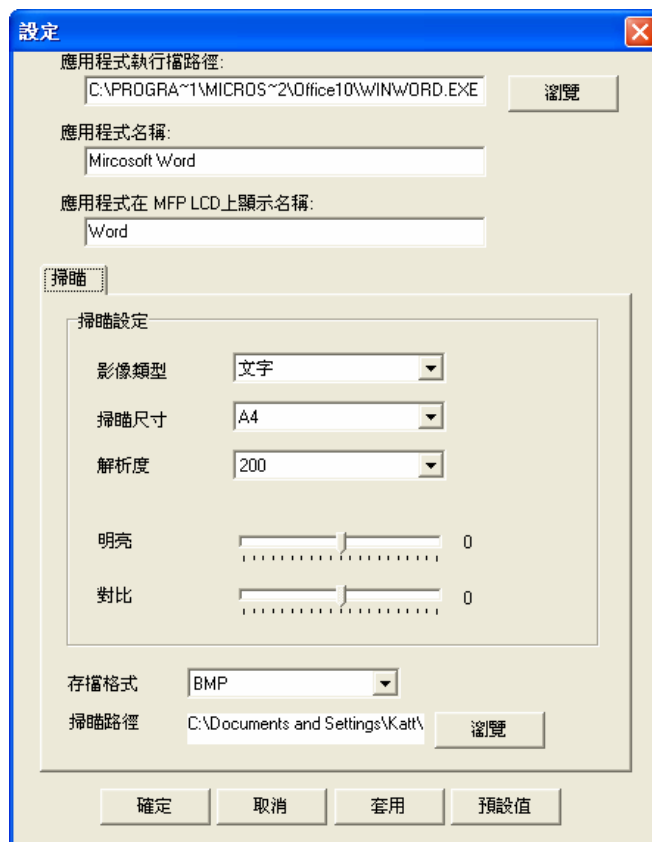 設定
應用程式執行檔路徑:
C:\PROGRA~1\MICROS~2\Office10\WINWORD.EXE
瀏覽
應用程式名稱:
Mircosoft Word
應用程式在 MFP LCD上顯示名稱:
Word
掃瞄
掃瞄設定
影像類型 文字
掃瞄尺寸 A4
解析度 200
明亮 0
對比 0
存檔格式 BMP
掃瞄路徑 C:\Documents and Settings\Katt\ 瀏覽
確定 取消 套用 預設值